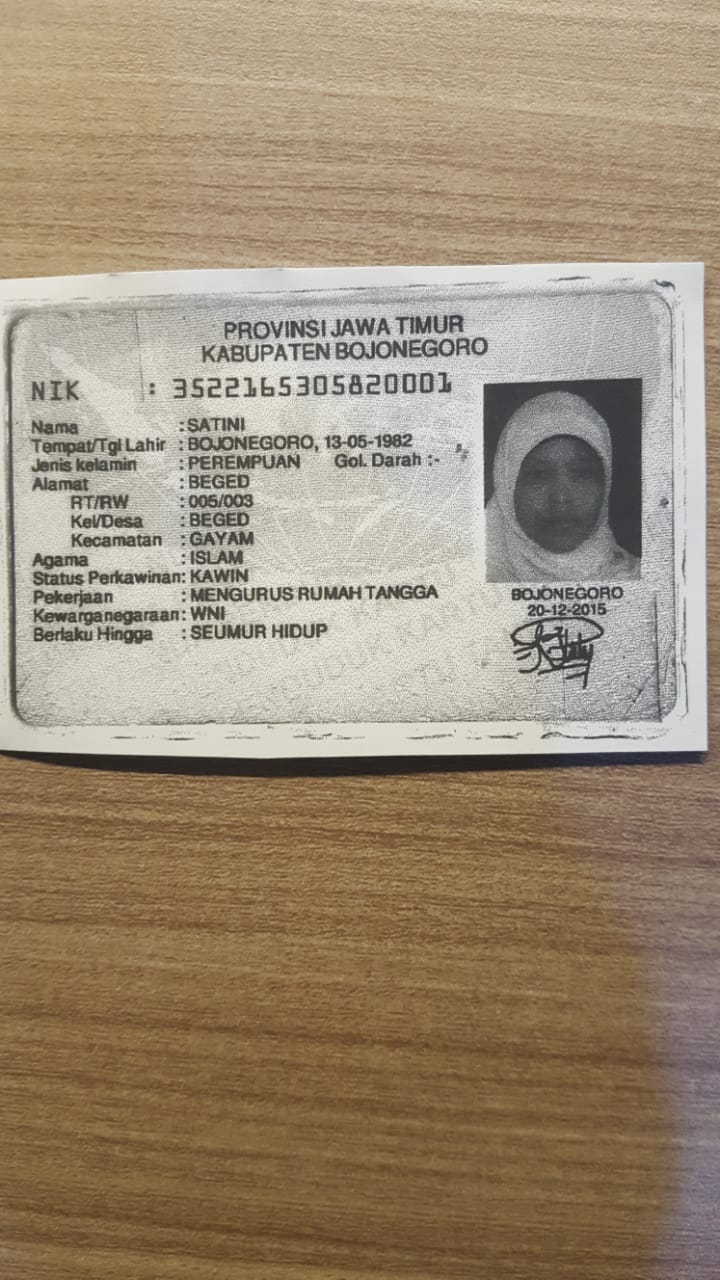 PROVINSI JAWA TIMUR
KABUPATEN BOJONEGORO
NIK : 3522165305820001
Nama : SATINI
Tempat/Tgl Lahir : BOJONEGORO, 13-05-1982
Jenis kelamin : PEREMPUAN Gol. Darah :-
Alamat : BEGED
RT/RW : 005/003
Kel/Desa : BEGED
Kecamatan : GAYAM
Agama : ISLAM
Status Perkawinan: KAWIN
Pekerjaan : MENGURUS RUMAH TANGGA
Kewarganegaraan: WNI
Berlaku Hingga : SEUMUR HIDUP
BOJONEGORO
20-12-2015